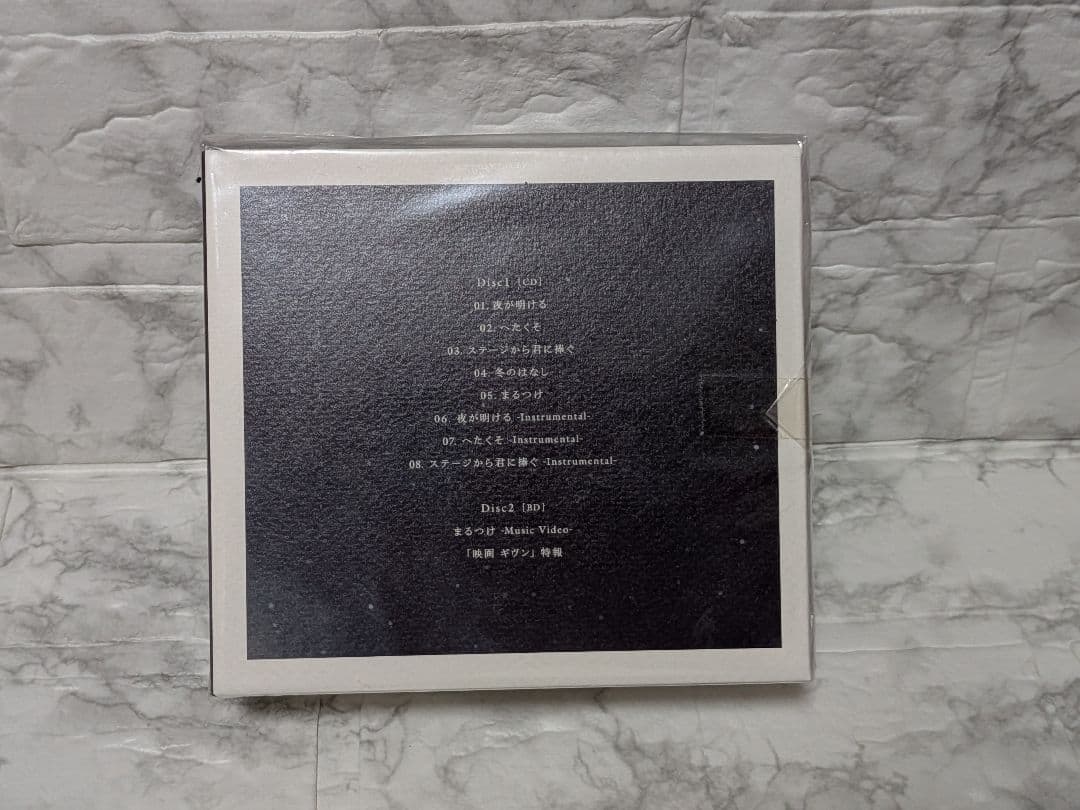 Disc1 [CD]
01. 夜が明ける
02. へたくそ
03. ステージから君に捧ぐ
04. 冬のはなし
05. まるつけ
06. 夜が明ける -Instrumental-
07. へたくそ -Instrumental-
08. ステージから君に捧ぐ -Instrumental-
Disc2 [BD]
まるつけ -Music Video-
「映画 ギヴン」特報